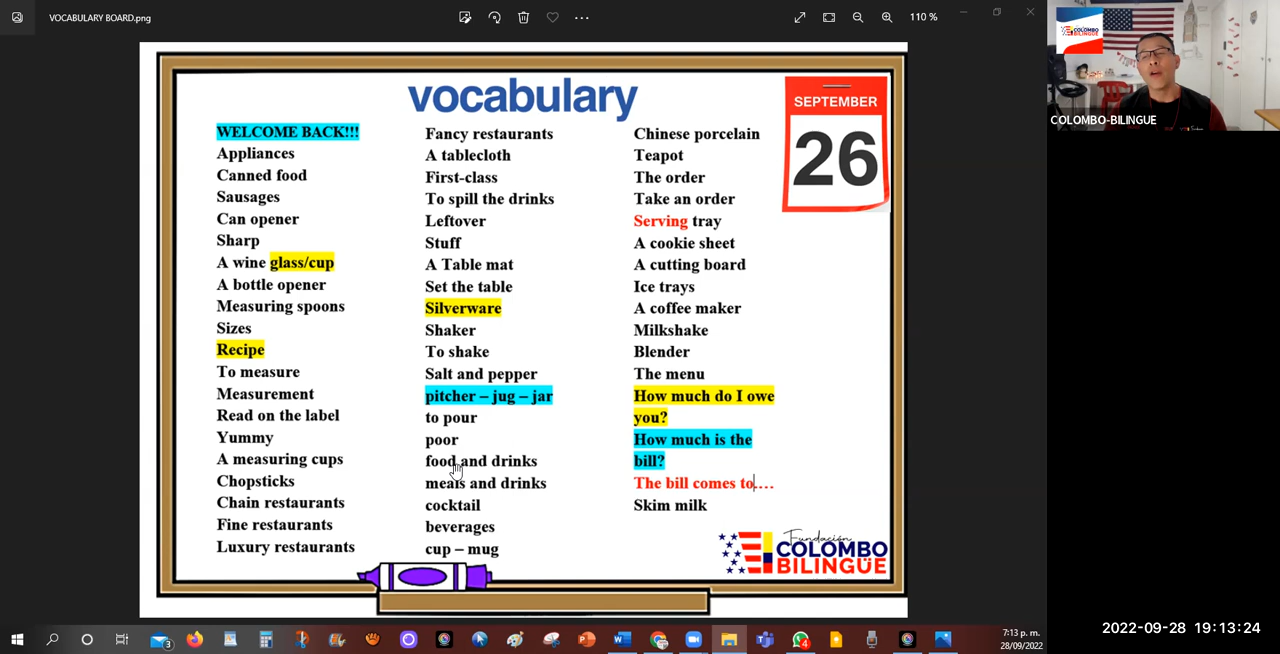 VOCABULARY BOARD.png
110 %
vocabulary
SEPTEMBER
26
WELCOME BACK!!!
Appliances
Canned food
Sausages
Can opener
Sharp
A wine glass/cup
A bottle opener
Measuring spoons
Sizes
Recipe
To measure
Measurement
Read on the label
Yummy
A measuring cups
Chopsticks
Chain restaurants
Fine restaurants
Luxury restaurants
Fancy restaurants
A tablecloth
First-class
To spill the drinks
Leftover
Stuff
A Table mat
Set the table
Silverware
Shaker
To shake
Salt and pepper
pitcher – jug – jar
to pour
poor
food and drinks
meals and drinks
cocktail
beverages
cup – mug
Chinese porcelain
Teapot
The order
Take an order
Serving tray
A cookie sheet
A cutting board
Ice trays
A coffee maker
Milkshake
Blender
The menu
How much do I owe
you?
How much is the
bill?
The bill comes to….
Skim milk
Fundación
COLOMBO
BILINGÜE
COLOMBO
BILINGÜE
COLOMBO-BILINGUE
3
4
7:13 p. m.
28/09/2022
2022-09-28 19:13:24